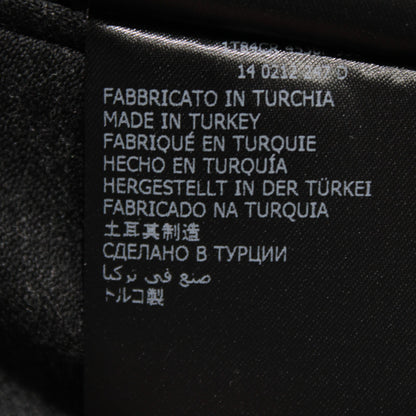 14 0212 247 D
FABBRICATO IN TURCHIA
MADE IN TURKEY
FABRIQUÉ EN TURQUIE
HECHO EN TURQUÍA
HERGESTELLT IN DER TÜRKEI
FABRICADO NA TURQUIA
土耳其制造
СДЕЛАНО В ТУРЦИИ
صنع في تركيا
トルコ製